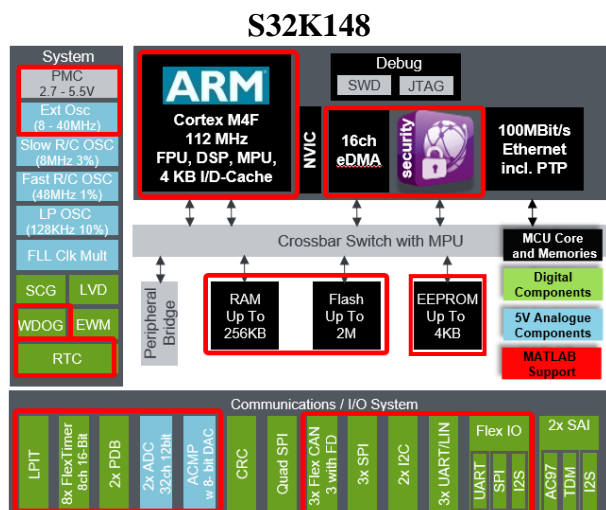 S32K148
System
PMC
2.7 - 5.5V
Ext Osc
(8 - 40MHz)
Slow R/C OSC
(8MHz 3%)
Fast R/C OSC
(48MHz 1%)
LP OSC
(128KHz 10%)
FLL Clk Mult
SCG
LVD
WDOG
EWM
RTC
ARM
Cortex M4F
112 MHz
FPU, DSP, MPU,
4 KB I/D-Cache
NVIC
Debug
SWD
JTAG
16ch
eDMA
security
100MBit/s
Ethernet
incl. PTP
Crossbar Switch with MPU
Peripheral
Bridge
RAM
Up To
256KB
Flash
Up To
2M
EEPROM
Up To
4KB
MCU Core
and Memories
Digital
Components
5V Analogue
Components
MATLAB
Support
Communications / I/O System
LPIT
8x FlexTimer
8ch 16-Bit
2x PDB
2x ADC
32ch 12bit
ACMP
w 8- bit DAC
CRC
Quad SPI
3x Flex CAN
3 with FD
3x SPI
2x I2C
3x UART/LIN
Flex IO
UART
SPI
I2S
2x SAI
AC97
TDM
I2S